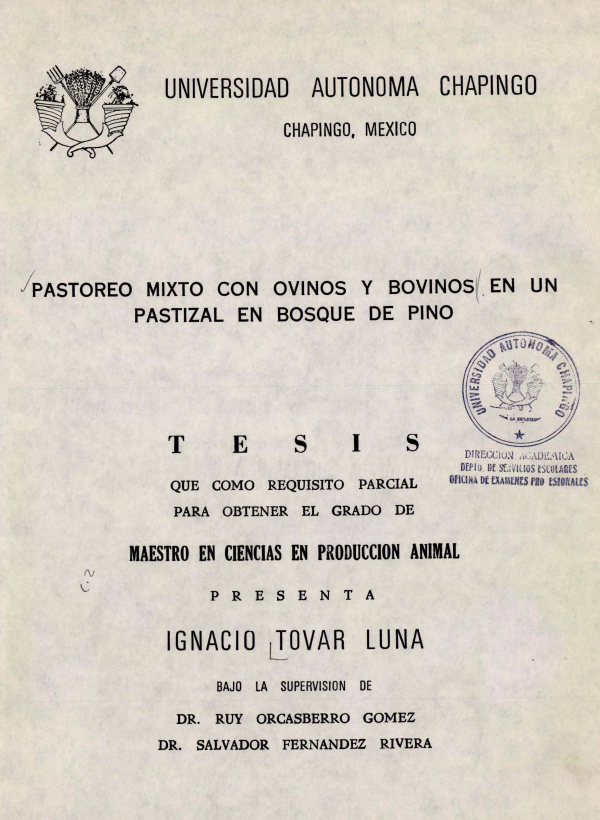 UNIVERSIDAD AUTONOMA CHAPINGO
CHAPINGO, MEXICO
PASTOREO MIXTO CON OVINOS Y BOVINOS EN UN
PASTIZAL EN BOSQUE DE PINO
UNIVERSIDAD AUTONOMA CHAPINGO
DIRECCION ACADEMICA
DEPTO. DE SERVICIOS ESCOLARES
OFICINA DE EXAMENES PRO ESIONALES
T E S I S
QUE COMO REQUISITO PARCIAL
PARA OBTENER EL GRADO DE
MAESTRO EN CIENCIAS EN PRODUCCION ANIMAL
P R E S E N T A
IGNACIO TOVAR LUNA
BAJO LA SUPERVISION DE
DR. RUY ORCASBERRO GOMEZ
DR. SALVADOR FERNANDEZ RIVERA